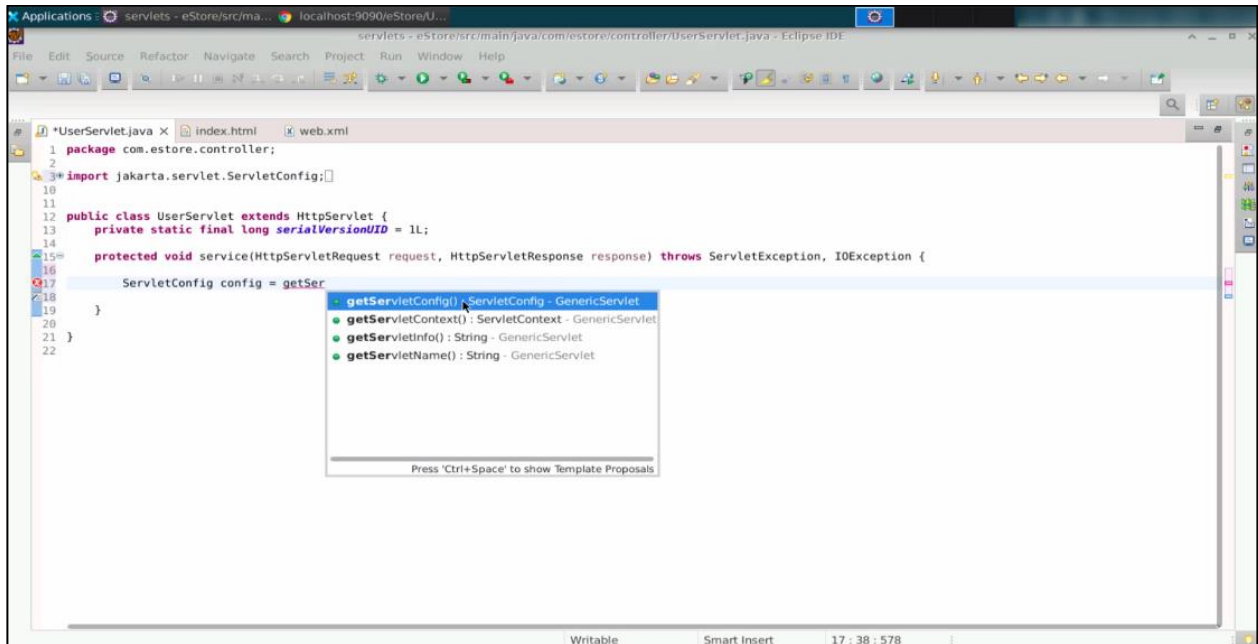 Applications : servlets - eStore/src/ma... localhost:9090/eStore/U...
servlets - eStore/src/main/java/com/estore/controller/UserServlet.java - Eclipse IDE
File Edit Source Refactor Navigate Search Project Run Window Help
*UserServlet.java index.html web.xml
1 package com.estore.controller;
2
3 import jakarta.servlet.ServletConfig;
10
11
12 public class UserServlet extends HttpServlet {
13 private static final long serialVersionUID = 1L;
14
15 protected void service(HttpServletRequest request, HttpServletResponse response) throws ServletException, IOException {
16
17 ServletConfig config = getSer
18
19 }
20
21 }
22
getServletConfig() : ServletConfig - GenericServlet
getServletContext() : ServletContext - GenericServlet
getServletInfo() : String - GenericServlet
getServletName() : String - GenericServlet
Press 'Ctrl+Space' to show Template Proposals
Writable Smart Insert 17 : 38 : 578